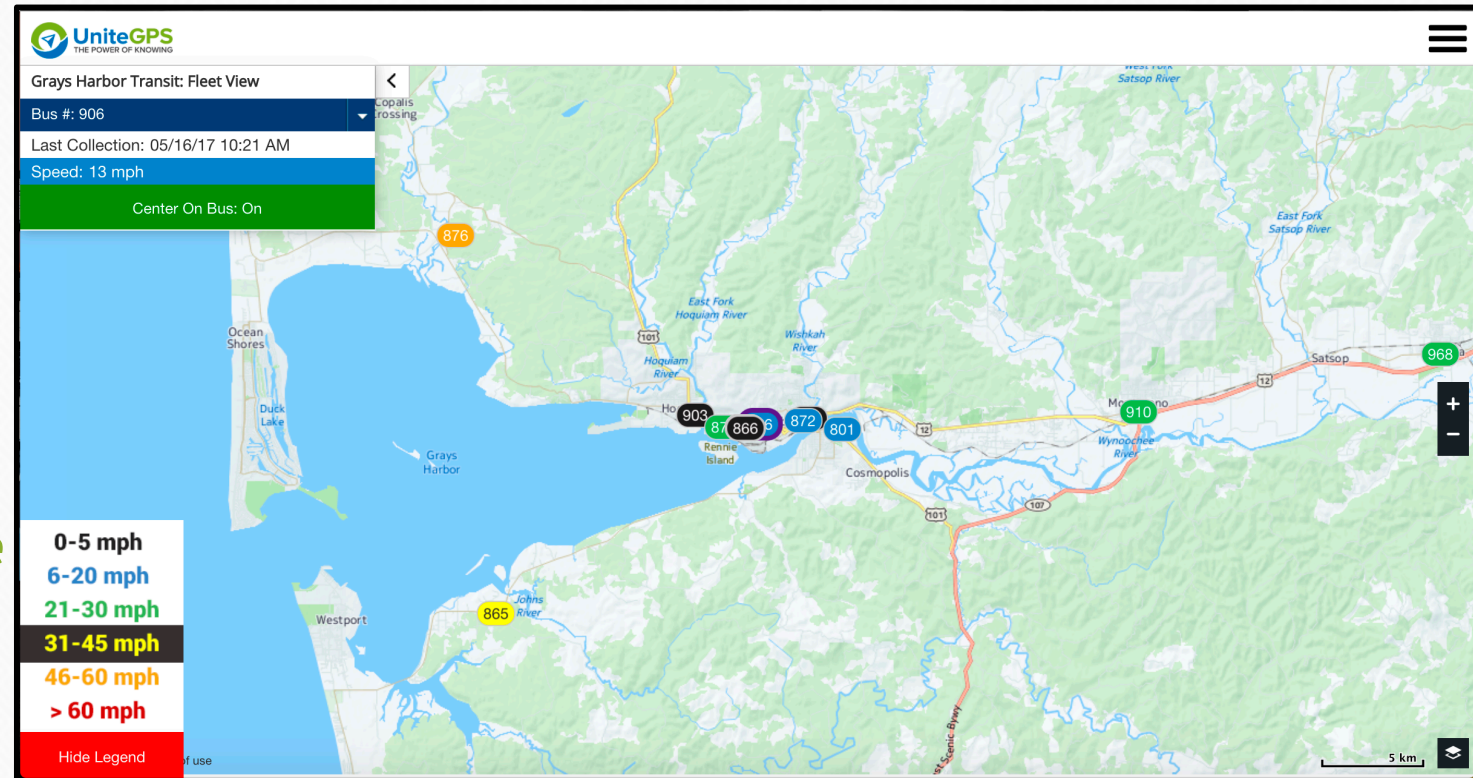 UniteGPS
THE POWER OF KNOWING
Grays Harbor Transit: Fleet View
Bus #: 906
Last Collection: 05/16/17 10:21 AM
Speed: 13 mph
Center On Bus: On
Copalis
Crossing
West Fork
Satsop River
East Fork
Satsop River
876
Ocean
Shores
East Fork
Hoquiam River
101
Wishkah
River
Hoquiam
River
Satsop
968
12
Duck
Lake
903
866
872
801
910
12
Rennie
Island
Wynoochee
River
Grays
Harbor
Cosmopolis
101
107
0-5 mph
6-20 mph
21-30 mph
31-45 mph
46-60 mph
> 60 mph
Hide Legend
of use
Westport
865
Johns
River
st Scenic Bywy
5 km
+
−